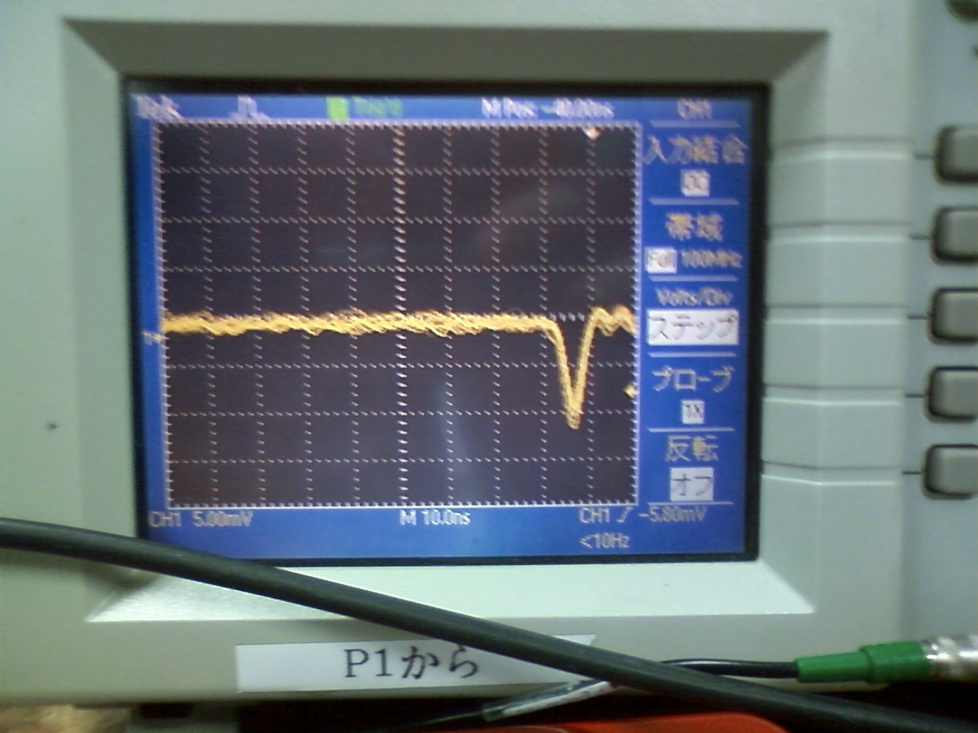 Tek Trig'd M Pos: -40.00ns CH1
入力結合
DC
帯域
Full 100MHz
Volts/Div
ステップ
プローブ
1X
反転
オフ
CH1 5.00mV M 10.0ns CH1 -5.80mV
<10Hz
P1から